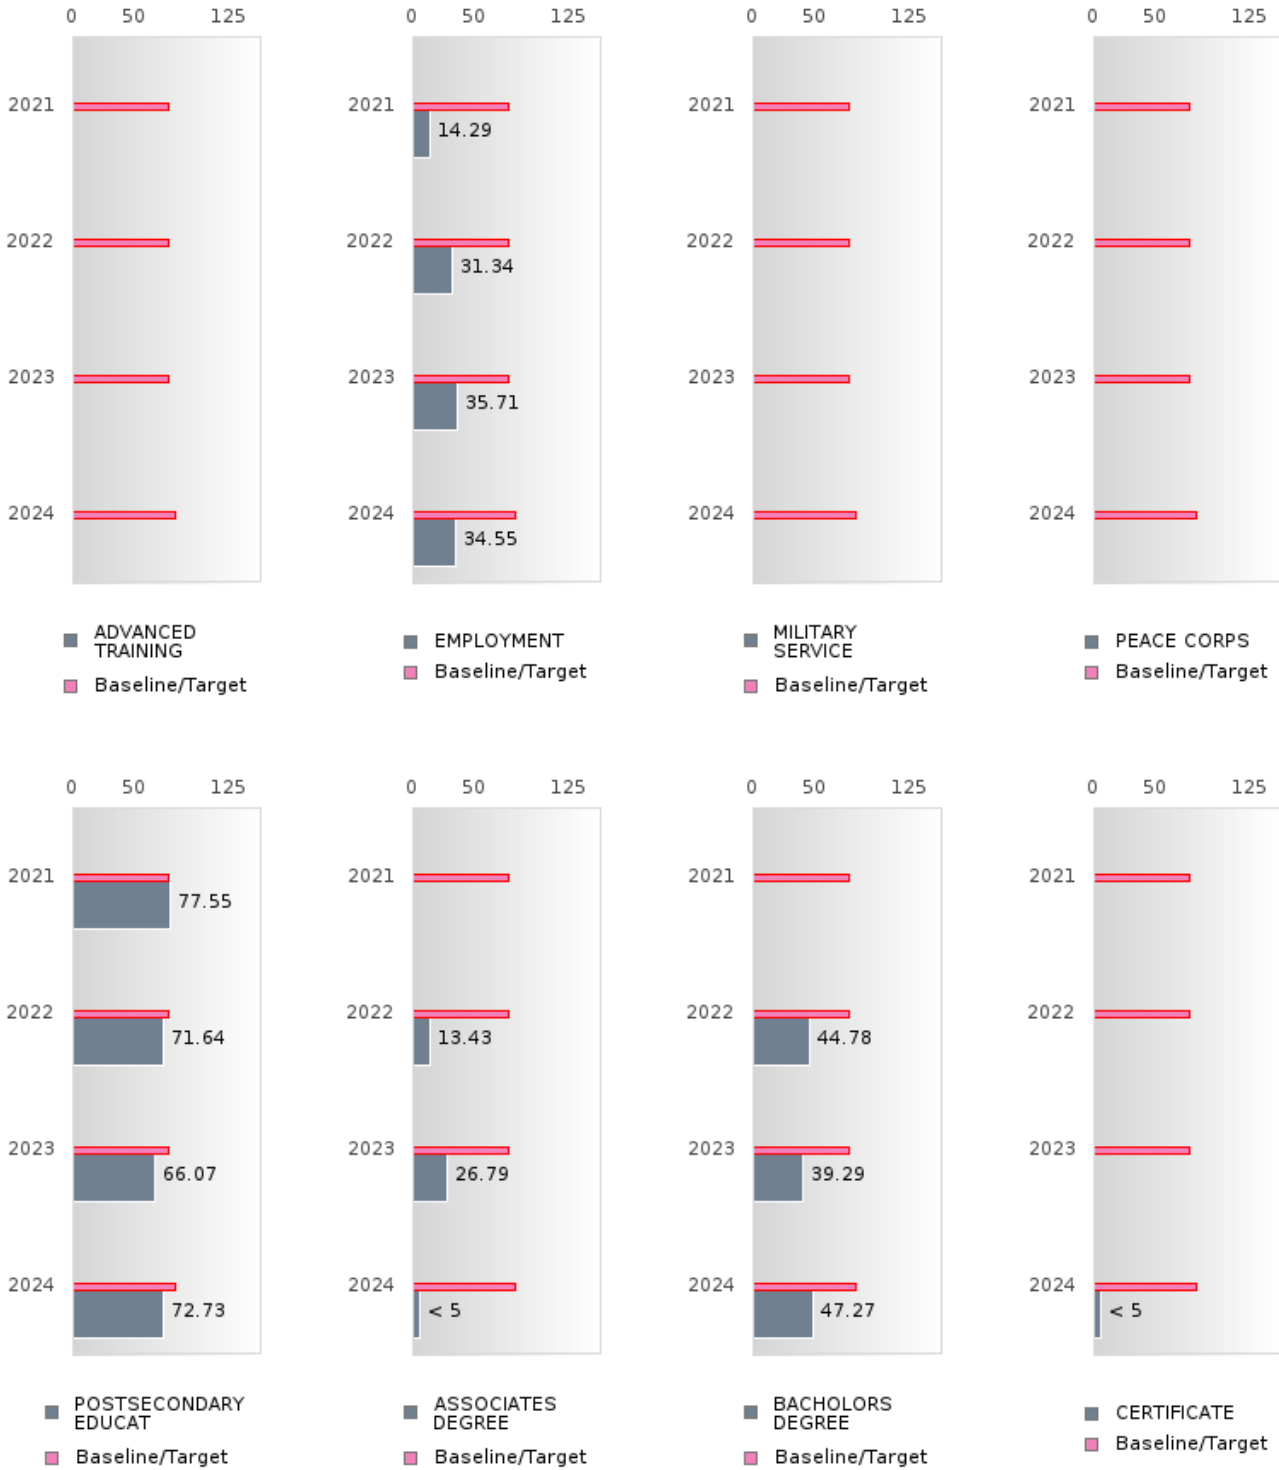 0 50 125 0 50 125 0 50 125 0 50 125
2021 2021 2021 2021
14.29
2022 2022 2022 2022
31.34
2023 2023 2023 2023
35.71
2024 2024 2024 2024
34.55
ADVANCED
TRAINING
Baseline/Target
EMPLOYMENT
Baseline/Target
MILITARY
SERVICE
Baseline/Target
PEACE CORPS
Baseline/Target
0 50 125 0 50 125 0 50 125 0 50 125
2021 2021 2021 2021
77.55
2022 2022 2022 2022
71.64 13.43 44.78
2023 2023 2023 2023
66.07 26.79 39.29
2024 2024 2024 2024
72.73 < 5 47.27 < 5
POSTSECONDARY
EDUCAT
Baseline/Target
ASSOCIATES
DEGREE
Baseline/Target
BACHOLORS
DEGREE
Baseline/Target
CERTIFICATE
Baseline/Target